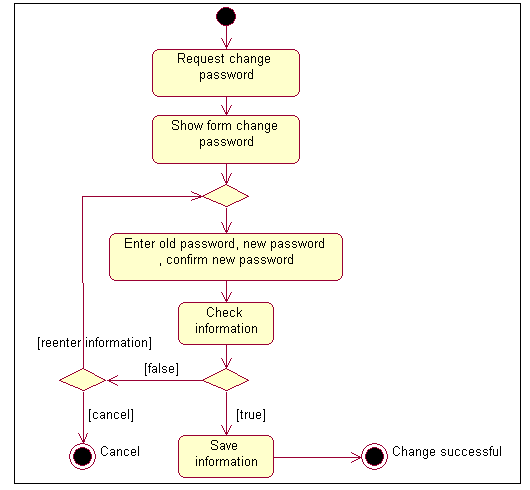 Request change
password
Show form change
password
Enter old password, new password
, confirm new password
Check
information
[reenter information]
[false]
[cancel]
[true]
Cancel
Save
information
Change successful